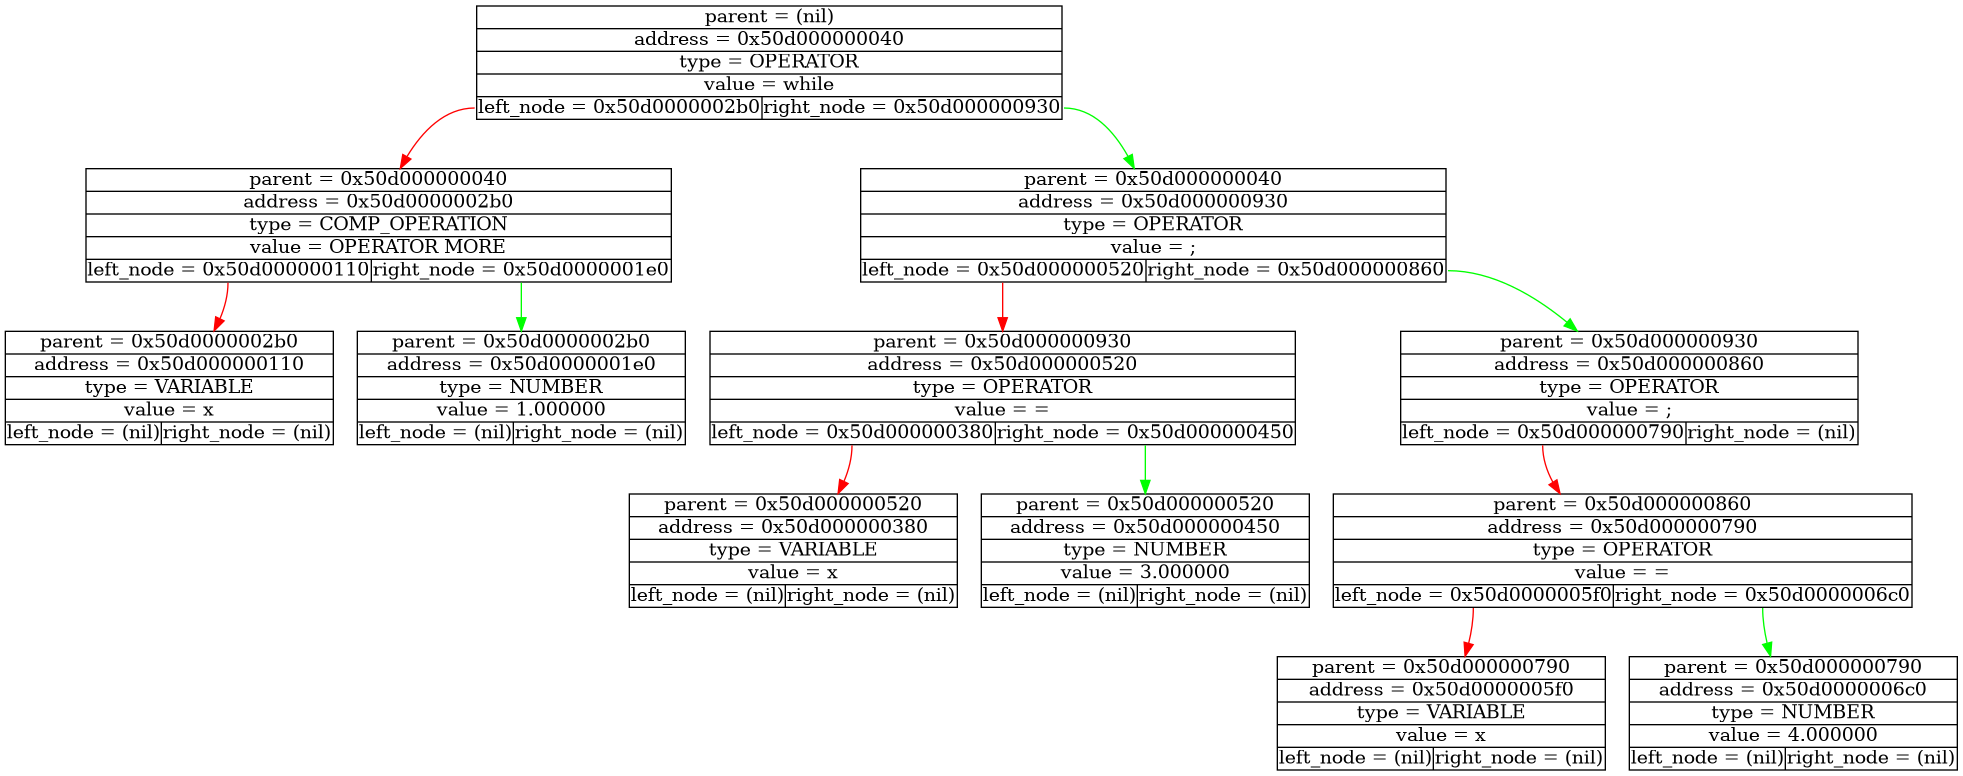 parent = (nil)
address = 0x50d000000040
type = OPERATOR
value = while
left_node = 0x50d0000002b0 right_node = 0x50d000000930
parent = 0x50d000000040
address = 0x50d0000002b0
type = COMP_OPERATION
value = OPERATOR MORE
left_node = 0x50d000000110 right_node = 0x50d0000001e0
parent = 0x50d000000040
address = 0x50d000000930
type = OPERATOR
value = ;
left_node = 0x50d000000520 right_node = 0x50d000000860
parent = 0x50d0000002b0
address = 0x50d000000110
type = VARIABLE
value = x
left_node = (nil) right_node = (nil)
parent = 0x50d0000002b0
address = 0x50d0000001e0
type = NUMBER
value = 1.000000
left_node = (nil) right_node = (nil)
parent = 0x50d000000930
address = 0x50d000000520
type = OPERATOR
value = =
left_node = 0x50d000000380 right_node = 0x50d000000450
parent = 0x50d000000930
address = 0x50d000000860
type = OPERATOR
value = ;
left_node = 0x50d000000790 right_node = (nil)
parent = 0x50d000000520
address = 0x50d000000380
type = VARIABLE
value = x
left_node = (nil) right_node = (nil)
parent = 0x50d000000520
address = 0x50d000000450
type = NUMBER
value = 3.000000
left_node = (nil) right_node = (nil)
parent = 0x50d000000860
address = 0x50d000000790
type = OPERATOR
value = =
left_node = 0x50d0000005f0 right_node = 0x50d0000006c0
parent = 0x50d000000790
address = 0x50d0000005f0
type = VARIABLE
value = x
left_node = (nil) right_node = (nil)
parent = 0x50d000000790
address = 0x50d0000006c0
type = NUMBER
value = 4.000000
left_node = (nil) right_node = (nil)